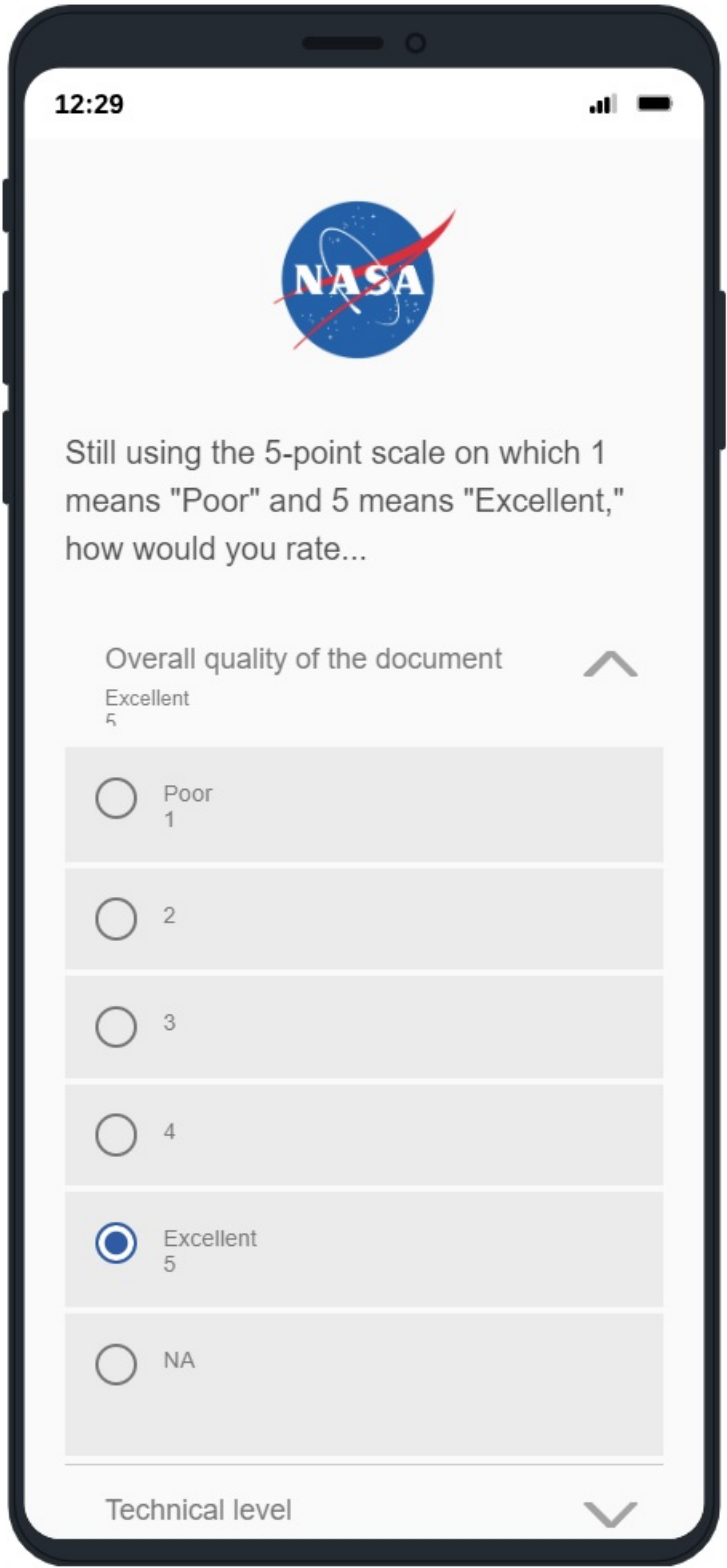 12:29
NASA
Still using the 5-point scale on which 1
means "Poor" and 5 means "Excellent,"
how would you rate...
Overall quality of the document
Excellent
5
Poor
1
2
3
4
Excellent
5
NA
Technical level